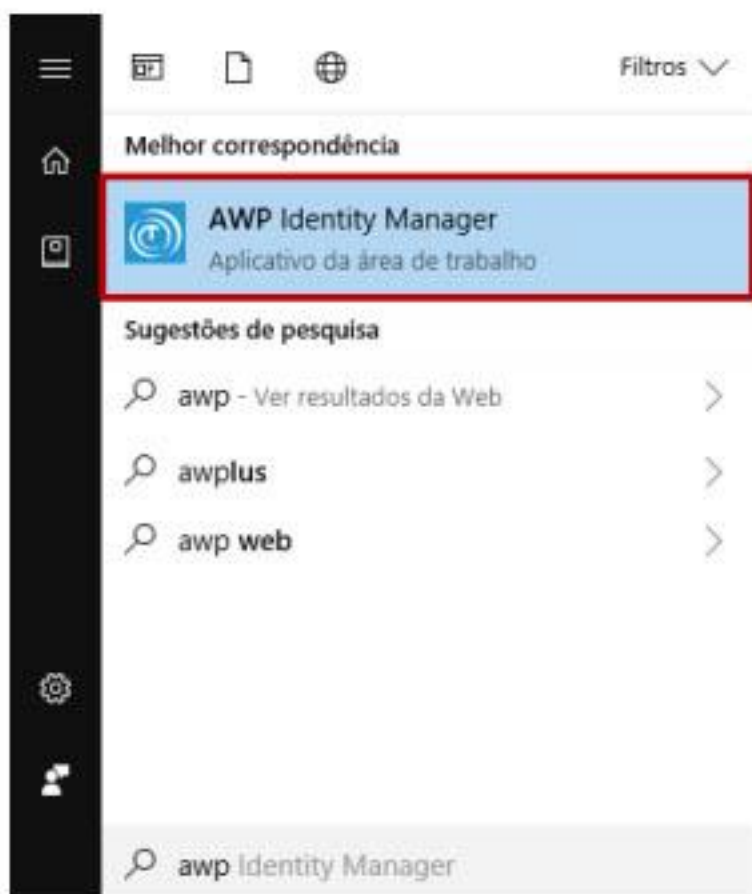 Filtros
Melhor correspondência
AWP Identity Manager
Aplicativo da área de trabalho
Sugestões de pesquisa
awp - Ver resultados da Web
awplus
awp web
awp Identity Manager